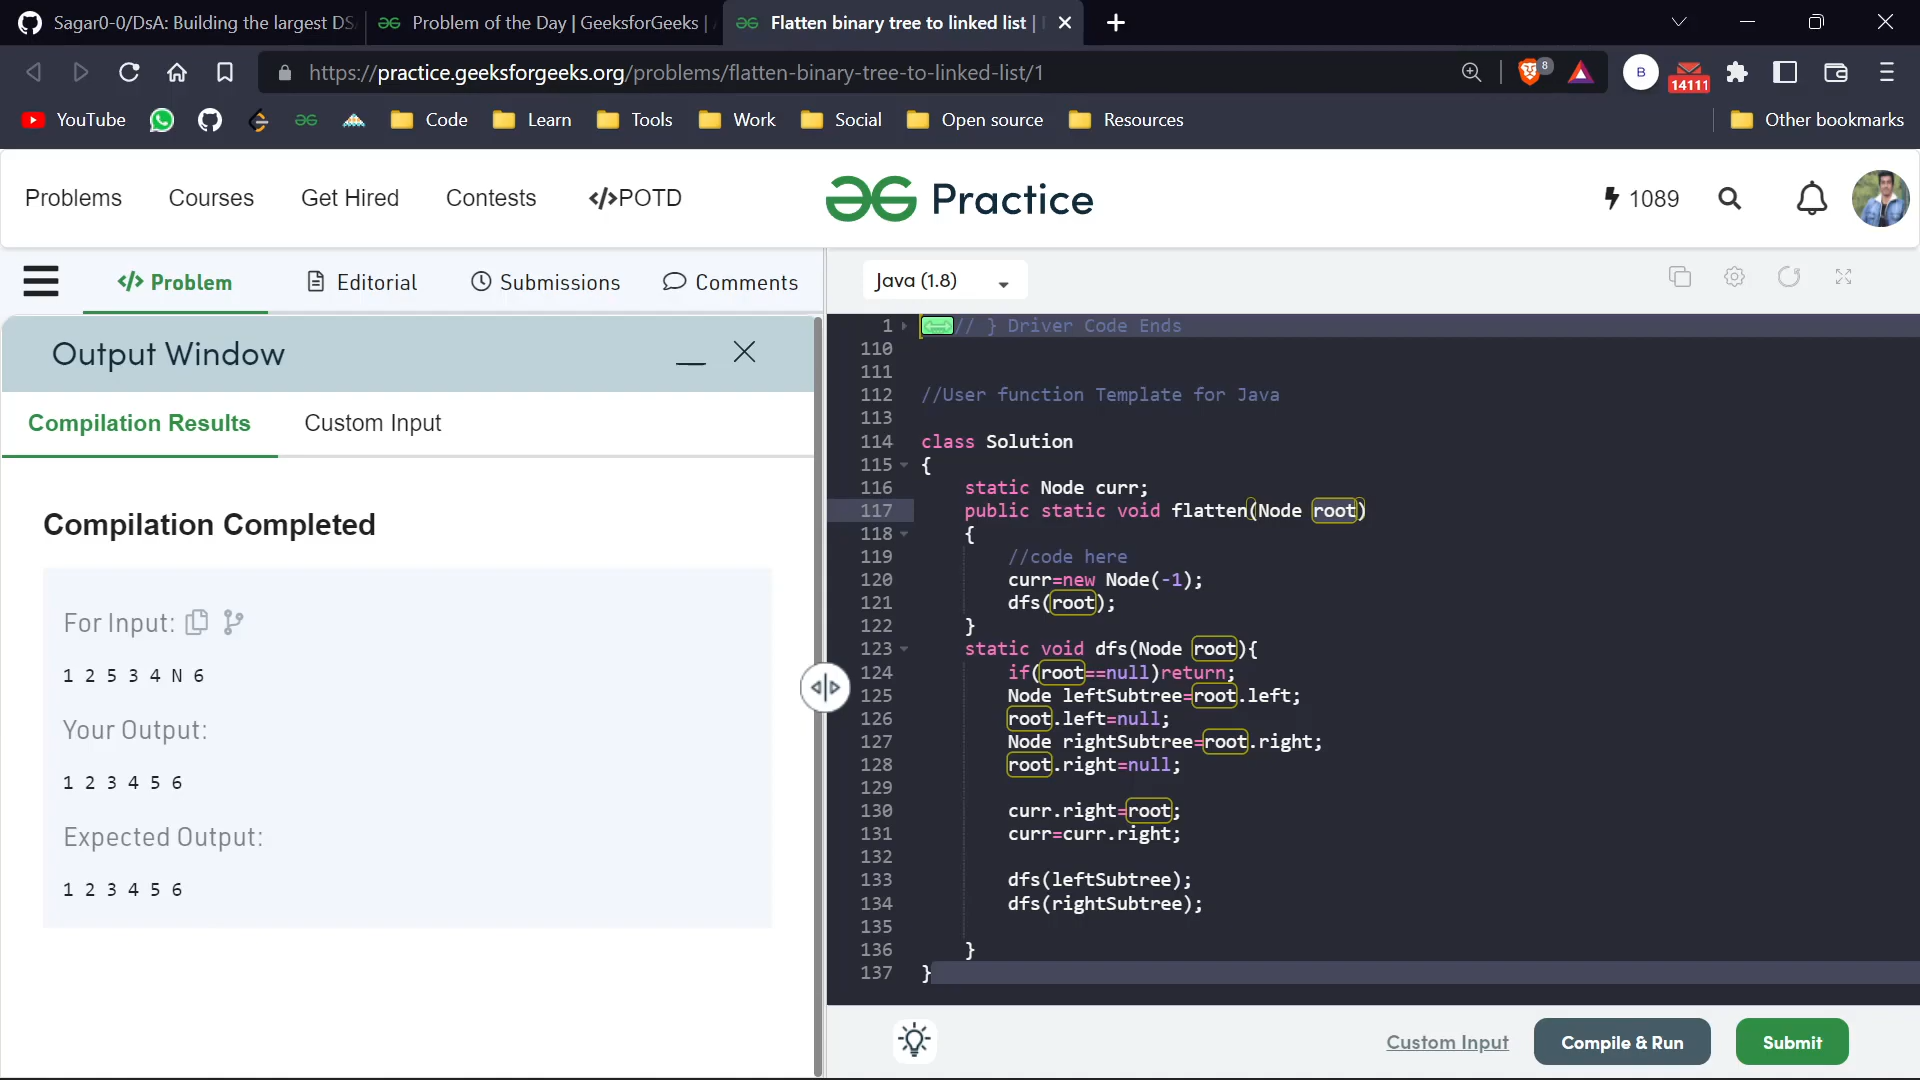 Sagar0-0/DsA: Building the largest DS
Problem of the Day | GeeksforGeeks |
Flatten binary tree to linked list |
https://practice.geeksforgeeks.org/problems/flatten-binary-tree-to-linked-list/1
8
B
14111
YouTube
Code
Learn
Tools
Work
Social
Open source
Resources
Other bookmarks
Problems
Courses
Get Hired
Contests
</>POTD
Practice
1089
</> Problem
Editorial
Submissions
Comments
Java (1.8)
Output Window
Compilation Results
Custom Input
Compilation Completed
For Input:
1 2 5 3 4 N 6
Your Output:
1 2 3 4 5 6
Expected Output:
1 2 3 4 5 6
1 // } Driver Code Ends
110
111
112 //User function Template for Java
113
114 class Solution
115 {
116 static Node curr;
117 public static void flatten(Node root)
118 {
119 //code here
120 curr=new Node(-1);
121 dfs(root);
122 }
123 static void dfs(Node root){
124 if(root==null)return;
125 Node leftSubtree=root.left;
126 root.left=null;
127 Node rightSubtree=root.right;
128 root.right=null;
129
130 curr.right=root;
131 curr=curr.right;
132
133 dfs(leftSubtree);
134 dfs(rightSubtree);
135
136 }
137 }
Custom Input
Compile & Run
Submit